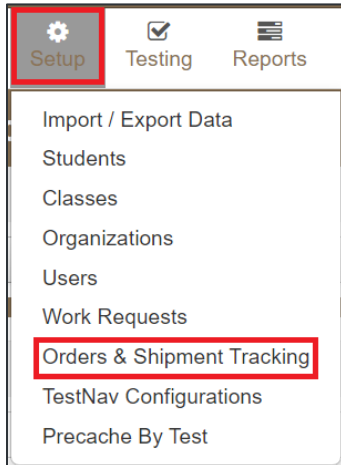 Setup Testing Reports
Import / Export Data
Students
Classes
Organizations
Users
Work Requests
Orders & Shipment Tracking
TestNav Configurations
Precache By Test